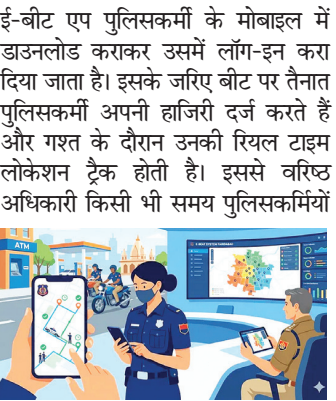 ई-बीट एप पुलिसकर्मी के मोबाइल में
डाउनलोड कराकर उसमें लॉग-इन करा
दिया जाता है। इसके जरिए बीट पर तैनात
पुलिसकर्मी अपनी हाजिरी दर्ज करते हैं
और गश्त के दौरान उनकी रियल टाइम
लोकेशन ट्रैक होती है। इससे वरिष्ठ
अधिकारी किसी भी समय पुलिसकर्मियों
ATM